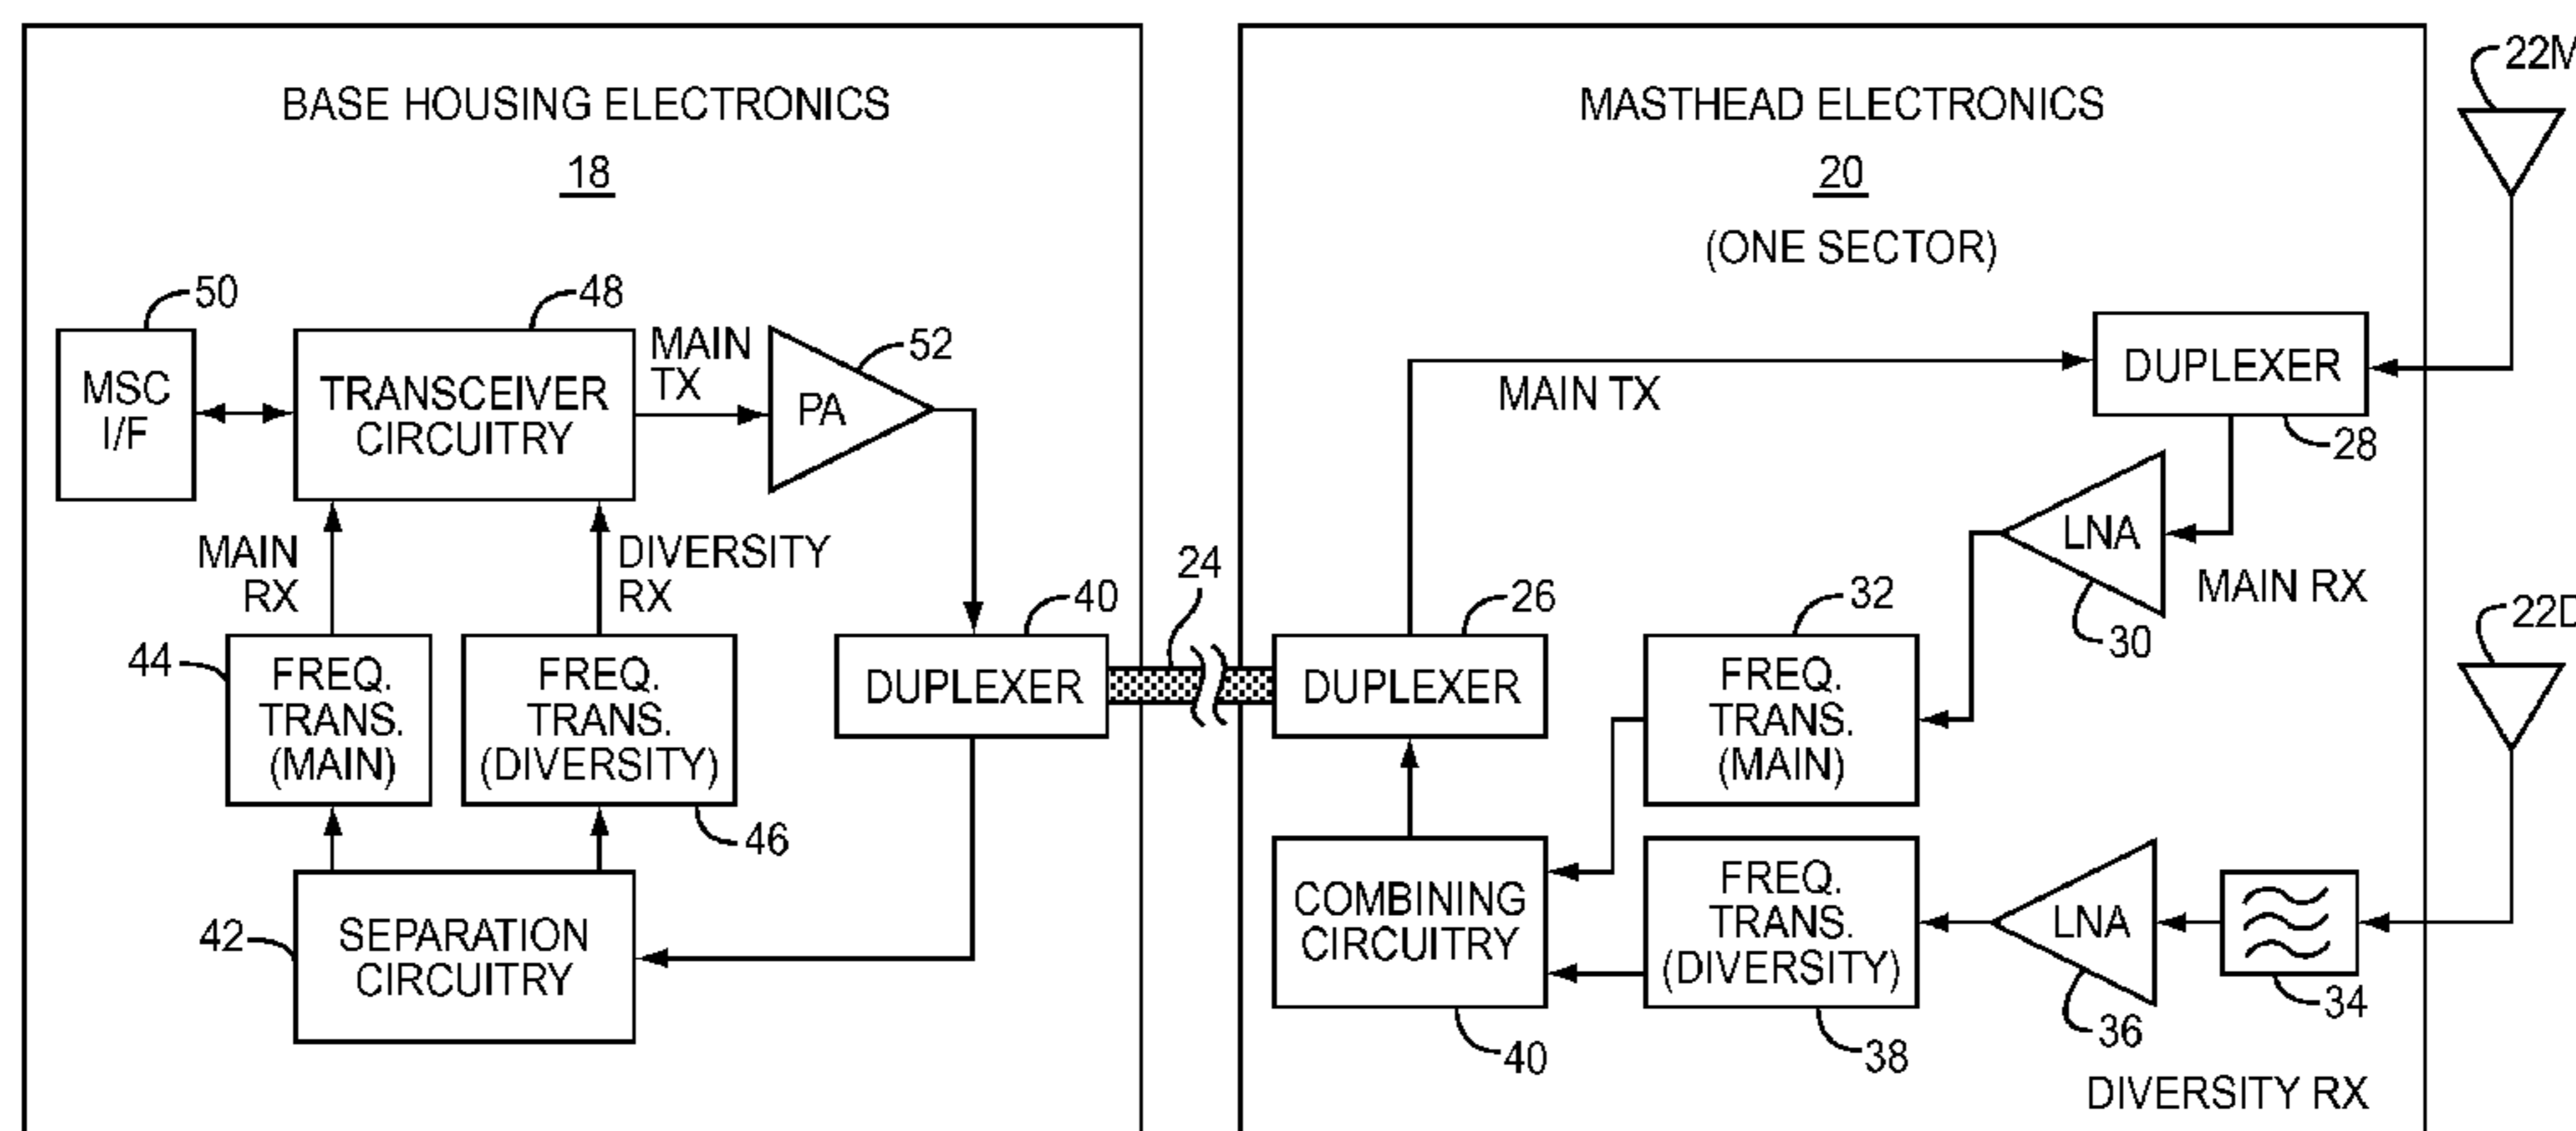 BASE HOUSING ELECTRONICS
18
50
48
MSC
I/F
TRANSCEIVER
CIRCUITRY
MAIN
TX
PA
52
MAIN
RX
DIVERSITY
RX
44
FREQ.
TRANS.
(MAIN)
FREQ.
TRANS.
(DIVERSITY)
46
40
DUPLEXER
42
SEPARATION
CIRCUITRY
24
MASTHEAD ELECTRONICS
20
(ONE SECTOR)
22M
MAIN TX
DUPLEXER
28
LNA
30
MAIN RX
26
DUPLEXER
32
FREQ.
TRANS.
(MAIN)
22D
COMBINING
CIRCUITRY
40
FREQ.
TRANS.
(DIVERSITY)
38
LNA
36
34
DIVERSITY RX